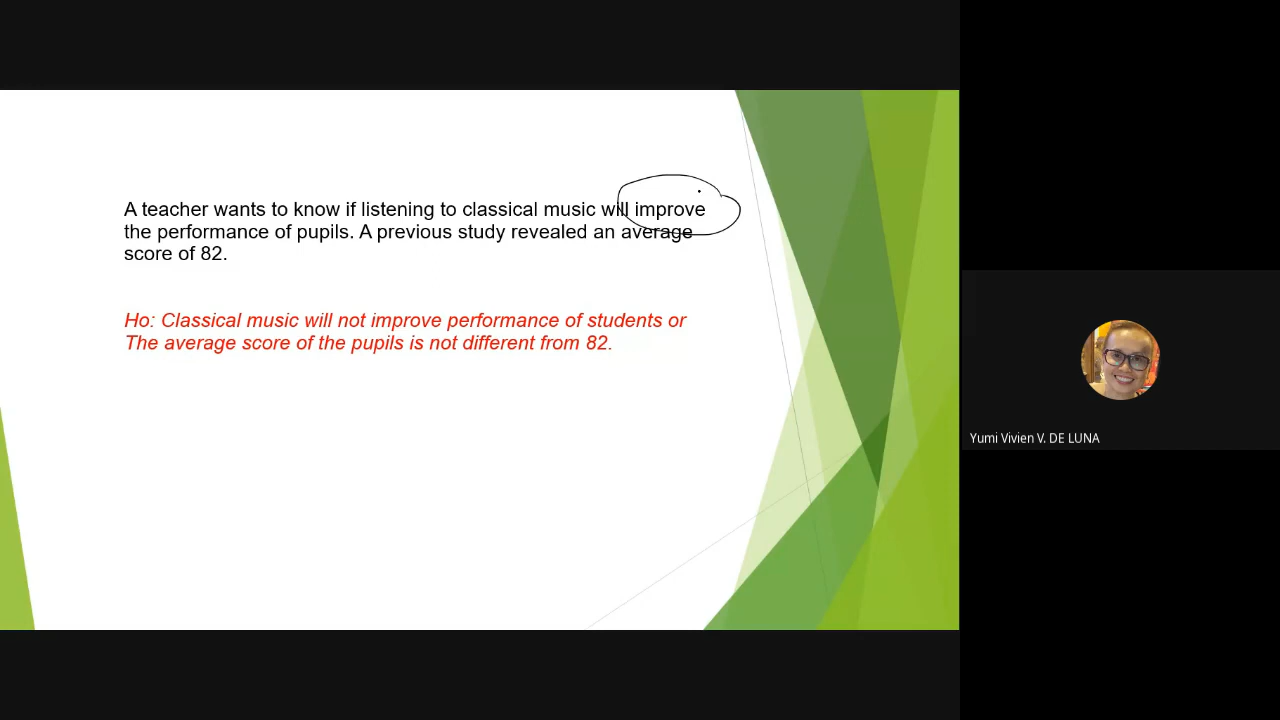 A teacher wants to know if listening to classical music will improve
the performance of pupils. A previous study revealed an average
score of 82.
Ho: Classical music will not improve performance of students or
The average score of the pupils is not different from 82.
Yumi Vivien V. DE LUNA